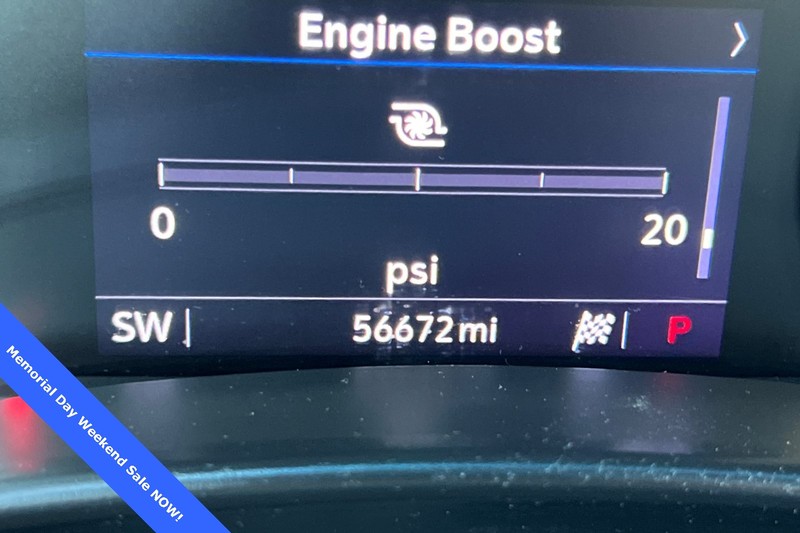 Engine Boost
0 20
psi
SW 56672mi P
Memorial Day Weekend Sale NOW!